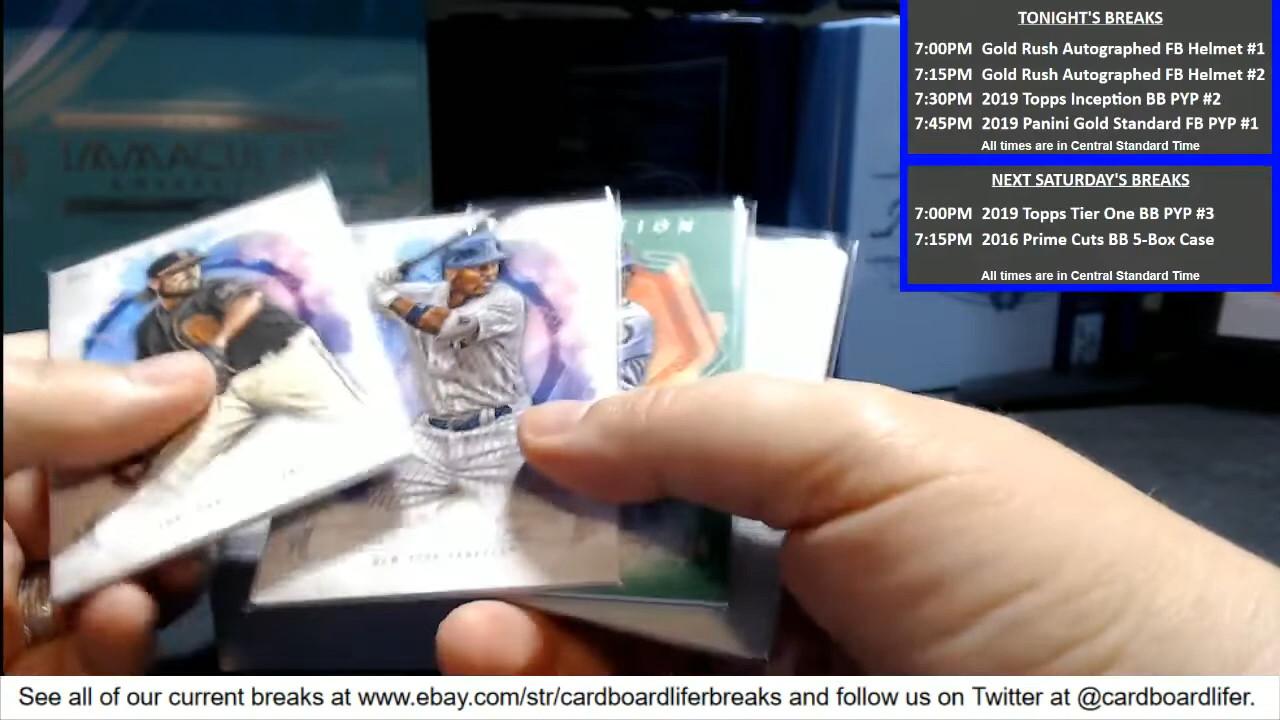 TONIGHT'S BREAKS
7:00PM Gold Rush Autographed FB Helmet #1
7:15PM Gold Rush Autographed FB Helmet #2
7:30PM 2019 Topps Inception BB PYP #2
7:45PM 2019 Panini Gold Standard FB PYP #1
All times are in Central Standard Time
NEXT SATURDAY'S BREAKS
7:00PM 2019 Topps Tier One BB PYP #3
7:15PM 2016 Prime Cuts BB 5-Box Case
All times are in Central Standard Time
IMMACULATE
NEW YORK YANKEES
See all of our current breaks at www.ebay.com/str/cardboardliferbreaks and follow us on Twitter at @cardboardlifer.